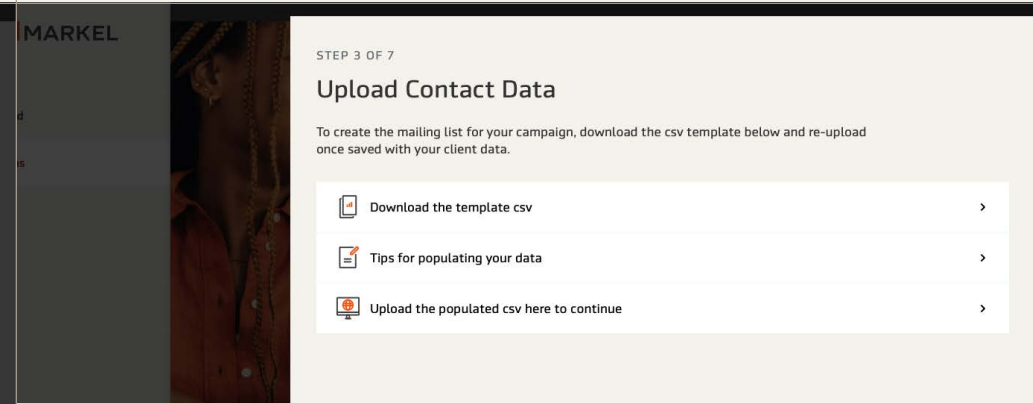 MARKEL
d
ns
STEP 3 OF 7
Upload Contact Data
To create the mailing list for your campaign, download the csv template below and re-upload
once saved with your client data.
Download the template csv
Tips for populating your data
Upload the populated csv here to continue